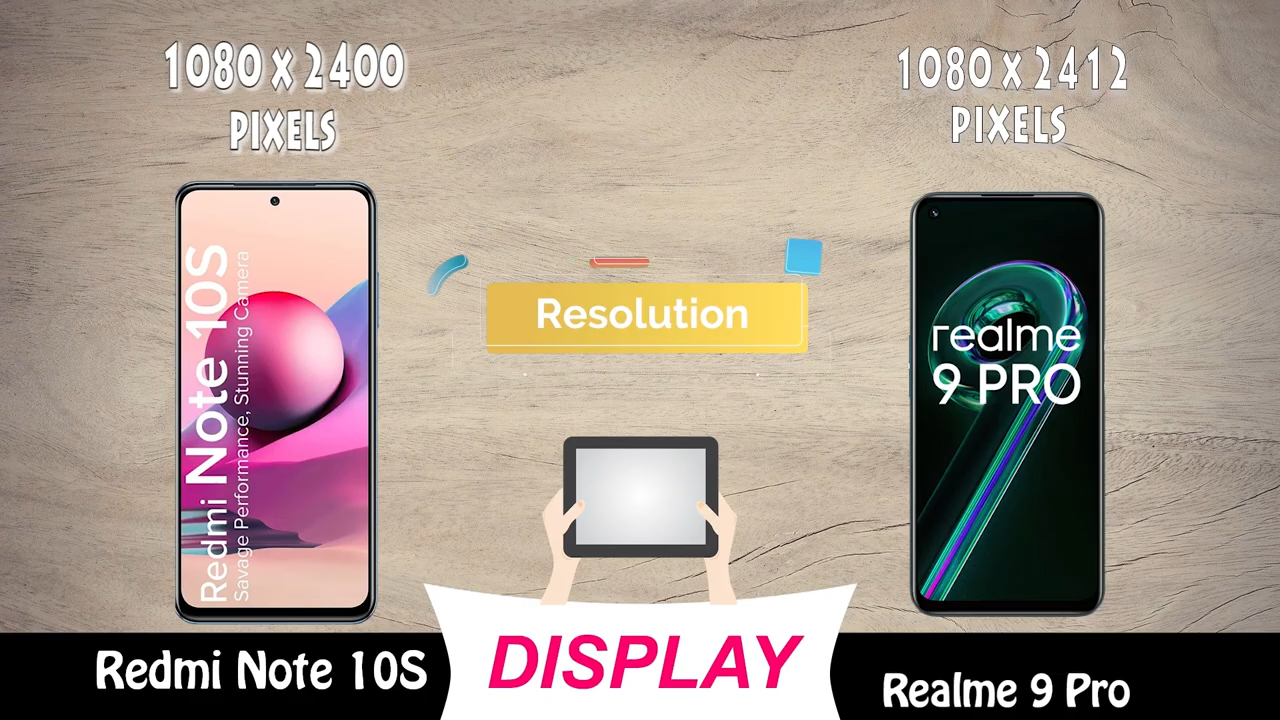 1080 x 2400
PIXELS
1080 x 2412
PIXELS
Resolution
Redmi Note 10S
Savage Performance, Stunning Camera
realme
9 PRO
Redmi Note 10S
DISPLAY
Realme 9 Pro